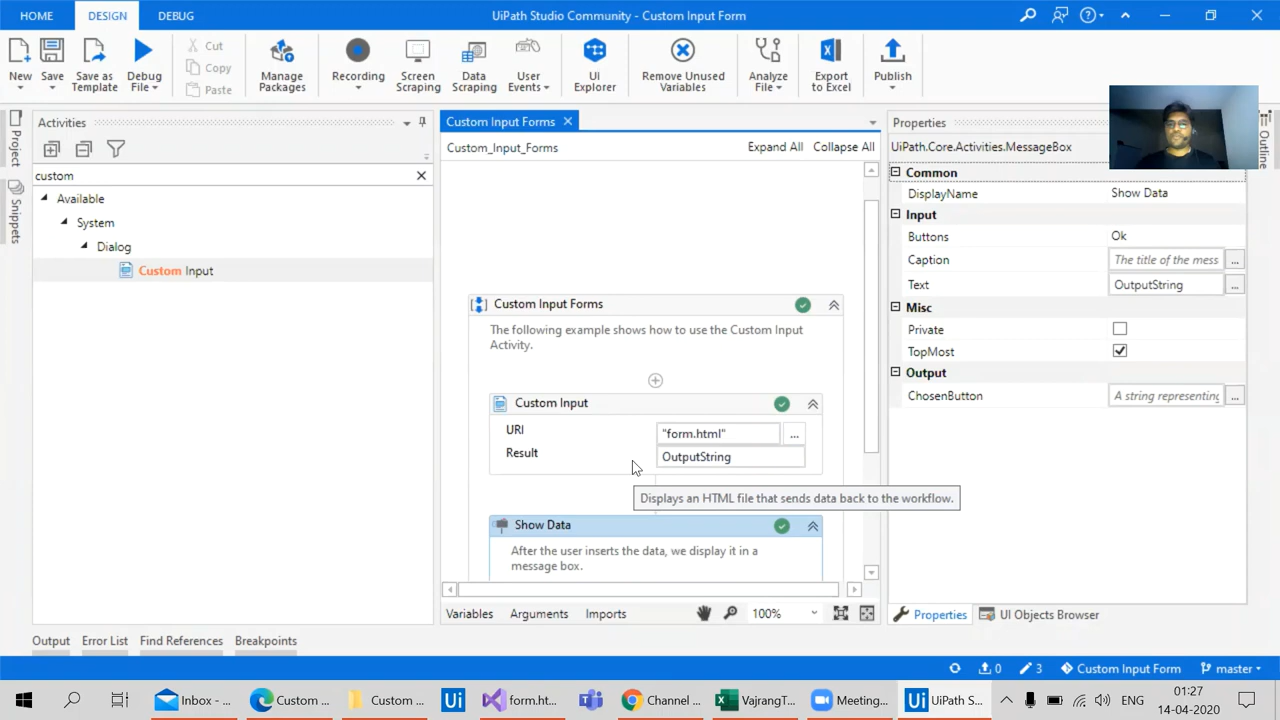 HOME DESIGN DEBUG UiPath Studio Community - Custom Input Form
New Save Save as Template Debug File Cut Copy Paste Manage Packages Recording Screen Scraping Data Scraping User Events Ui Explorer Remove Unused Variables Analyze File Export to Excel Publish
Project
Snippets
Outline
Activities
custom
Available
System
Dialog
Custom Input
Custom Input Forms
Custom_Input_Forms Expand All Collapse All
Custom Input Forms
The following example shows how to use the Custom Input
Activity.
Custom Input
URI "form.html" ...
Result OutputString
Displays an HTML file that sends data back to the workflow.
Show Data
After the user inserts the data, we display it in a
message box.
Variables Arguments Imports 100%
Properties
UiPath.Core.Activities.MessageBox
Common
DisplayName Show Data
Input
Buttons Ok
Caption The title of the mess ...
Text OutputString ...
Misc
Private
TopMost
Output
ChosenButton A string representing ...
Properties UI Objects Browser
Output Error List Find References Breakpoints
0 3 Custom Input Form master
Inbox - ... Custom ... Custom ... Ui form.ht... Channel ... VajrangT... Meeting... Ui UiPath S... ENG 01:27
14-04-2020